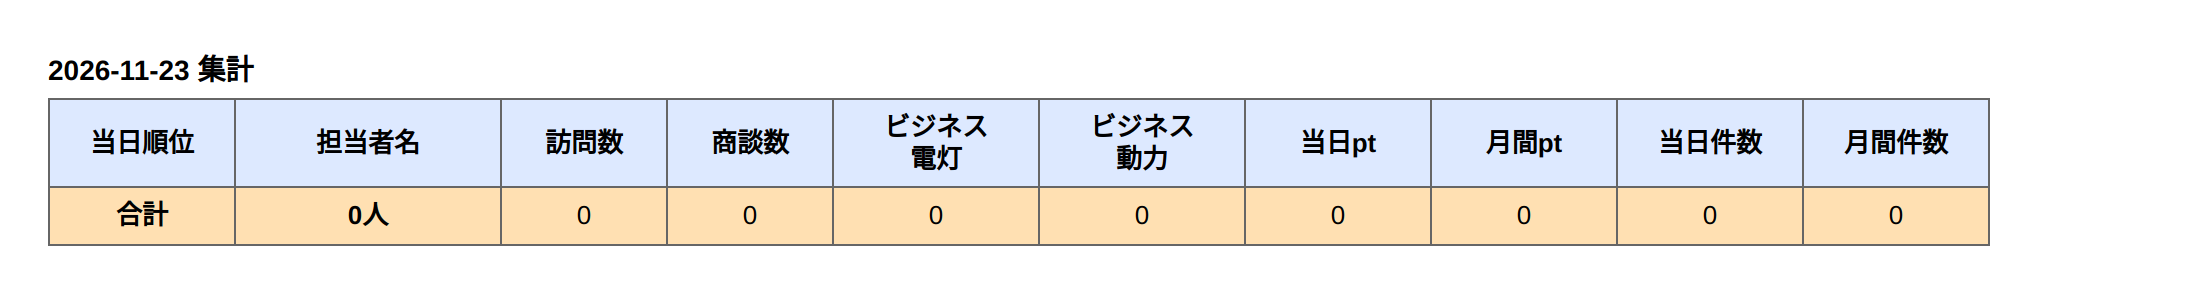 2026-11-23 集計
当日順位 担当者名 訪問数 商談数 ビジネス電灯 ビジネス動力 当日pt 月間pt 当日件数 月間件数
合計 0人 0 0 0 0 0 0 0 0